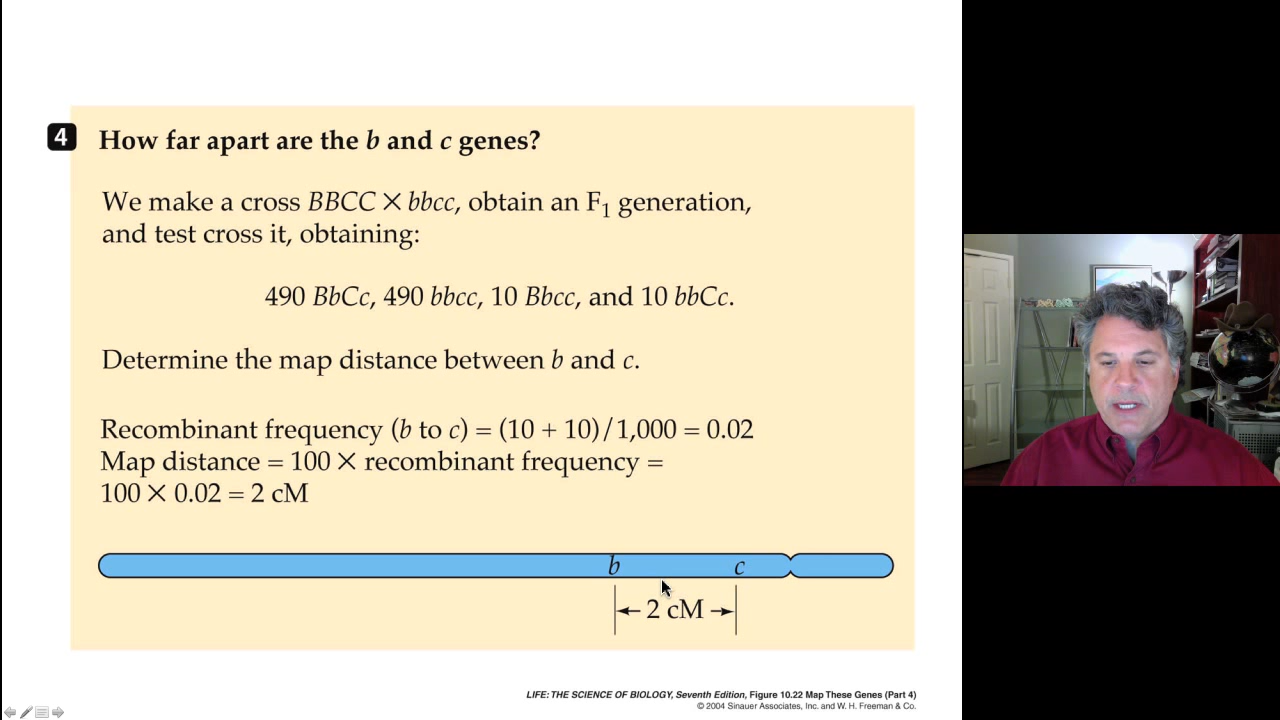 4 How far apart are the b and c genes?
We make a cross BBCC × bbcc, obtain an F₁ generation,
and test cross it, obtaining:
490 BbCc, 490 bbcc, 10 Bbcc, and 10 bbCc.
Determine the map distance between b and c.
Recombinant frequency (b to c) = (10 + 10)/1,000 = 0.02
Map distance = 100 × recombinant frequency =
100 × 0.02 = 2 cM
b c
2 cM
LIFE: THE SCIENCE OF BIOLOGY, Seventh Edition, Figure 10.22 Map These Genes (Part 4)
© 2004 Sinauer Associates, Inc. and W. H. Freeman & Co.